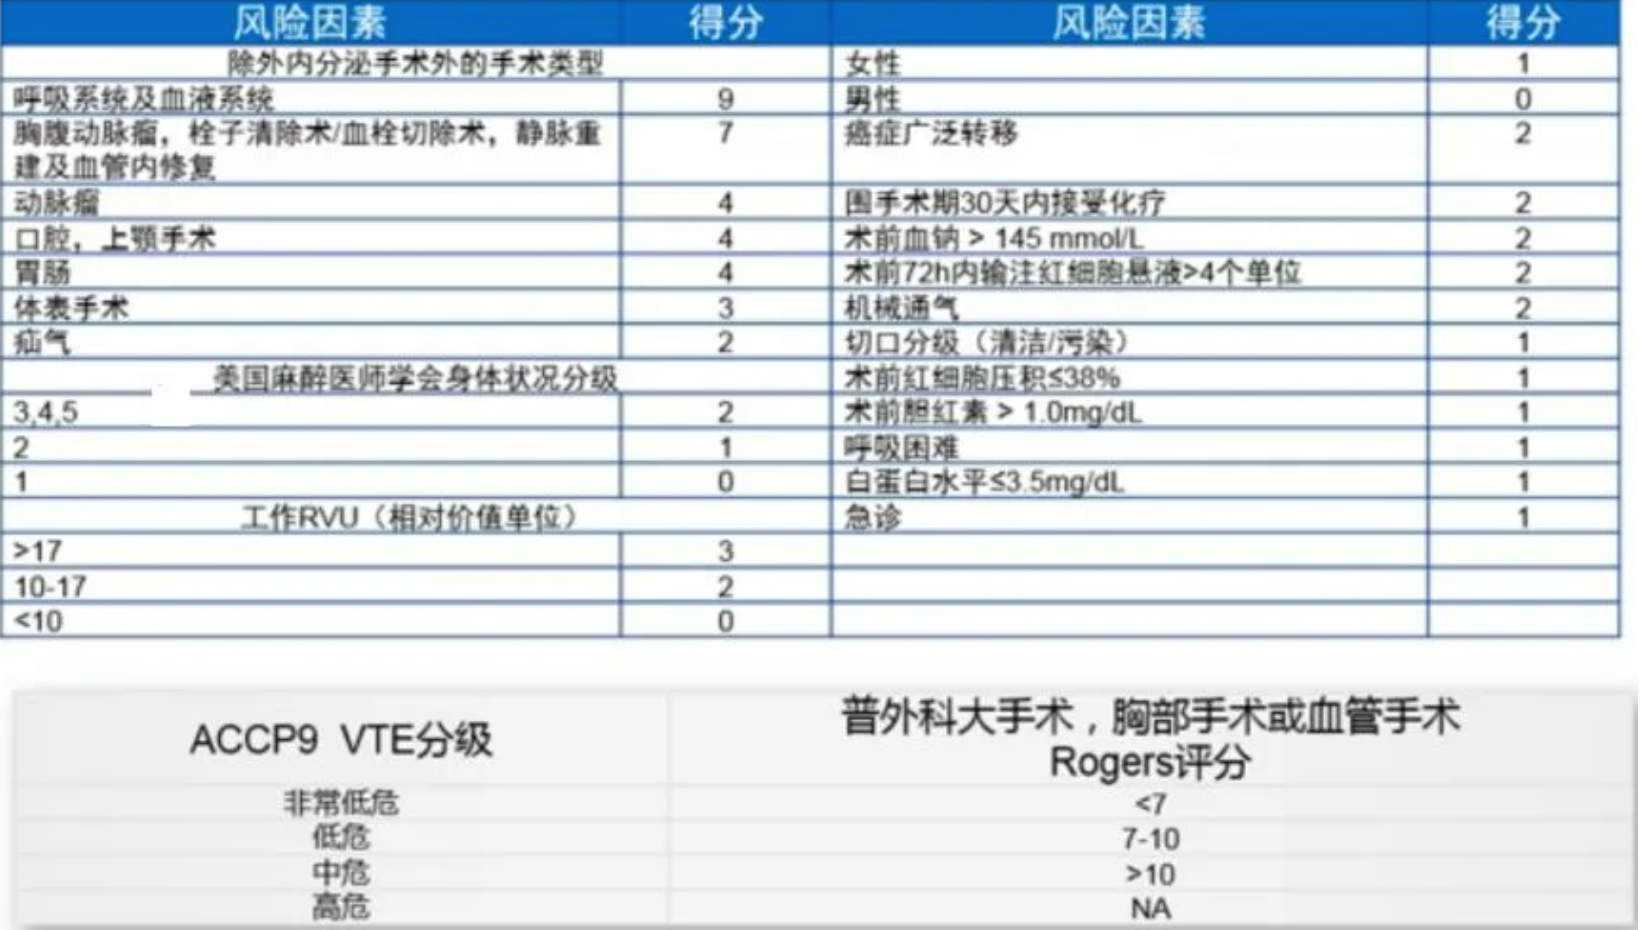 风险因素 得分 风险因素 得分
除外内分泌手术外的手术类型 女性 1
呼吸系统及血液系统 9 男性 0
胸腹动脉瘤，栓子清除术/血栓切除术，静脉重 7 癌症广泛转移 2
建及血管内修复
动脉瘤 4 围手术期30天内接受化疗 2
口腔，上颚手术 4 术前血钠 > 145 mmol/L 2
胃肠 4 术前72h内输注红细胞悬液>4个单位 2
体表手术 3 机械通气 2
疝气 2 切口分级（清洁/污染） 1
美国麻醉医师学会身体状况分级 术前红细胞压积≤38% 1
3,4,5 2 术前胆红素 > 1.0mg/dL 1
2 1 呼吸困难 1
1 0 白蛋白水平≤3.5mg/dL 1
工作RVU（相对价值单位） 急诊 1
>17 3
10-17 2
<10 0
ACCP9 VTE分级 普外科大手术，胸部手术或血管手术
Rogers评分
非常低危 <7
低危 7-10
中危 >10
高危 NA